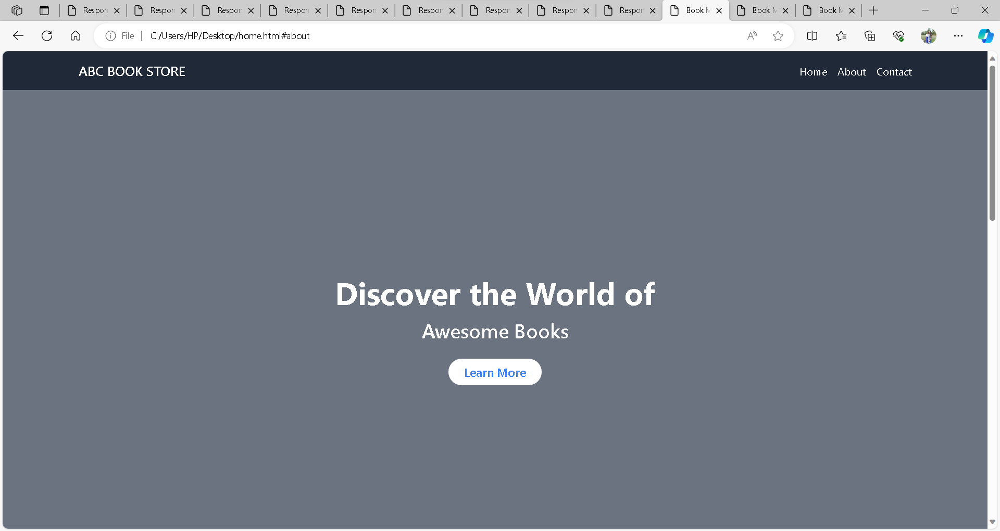 Respon Respon Respon Respon Respon Respon Respon Respon Respon Book M Book M Book M
File C:/Users/HP/Desktop/home.html#about
ABC BOOK STORE Home About Contact
Discover the World of
Awesome Books
Learn More